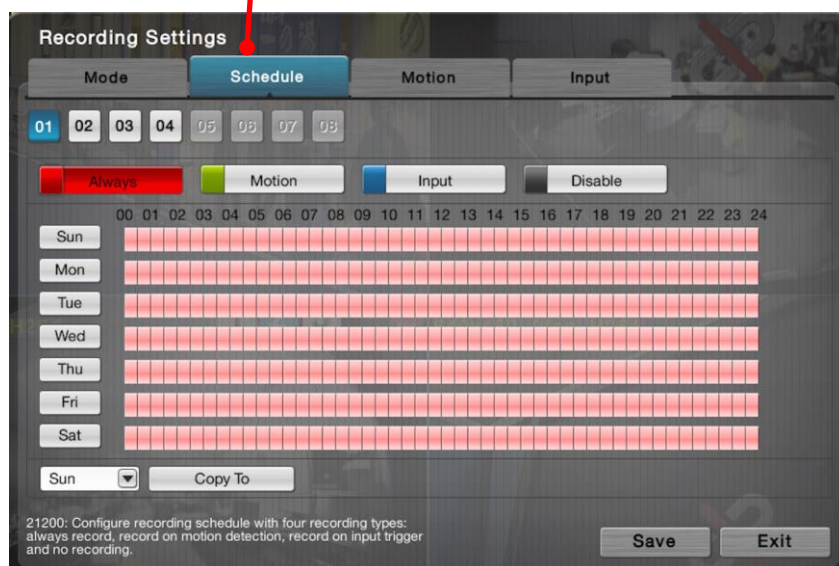 Recording Settings
Mode Schedule Motion Input
01 02 03 04 05 06 07 08
Always Motion Input Disable
00 01 02 03 04 05 06 07 08 09 10 11 12 13 14 15 16 17 18 19 20 21 22 23 24
Sun
Mon
Tue
Wed
Thu
Fri
Sat
Sun Copy To
21200: Configure recording schedule with four recording types:
always record, record on motion detection, record on input trigger
and no recording.
Save Exit